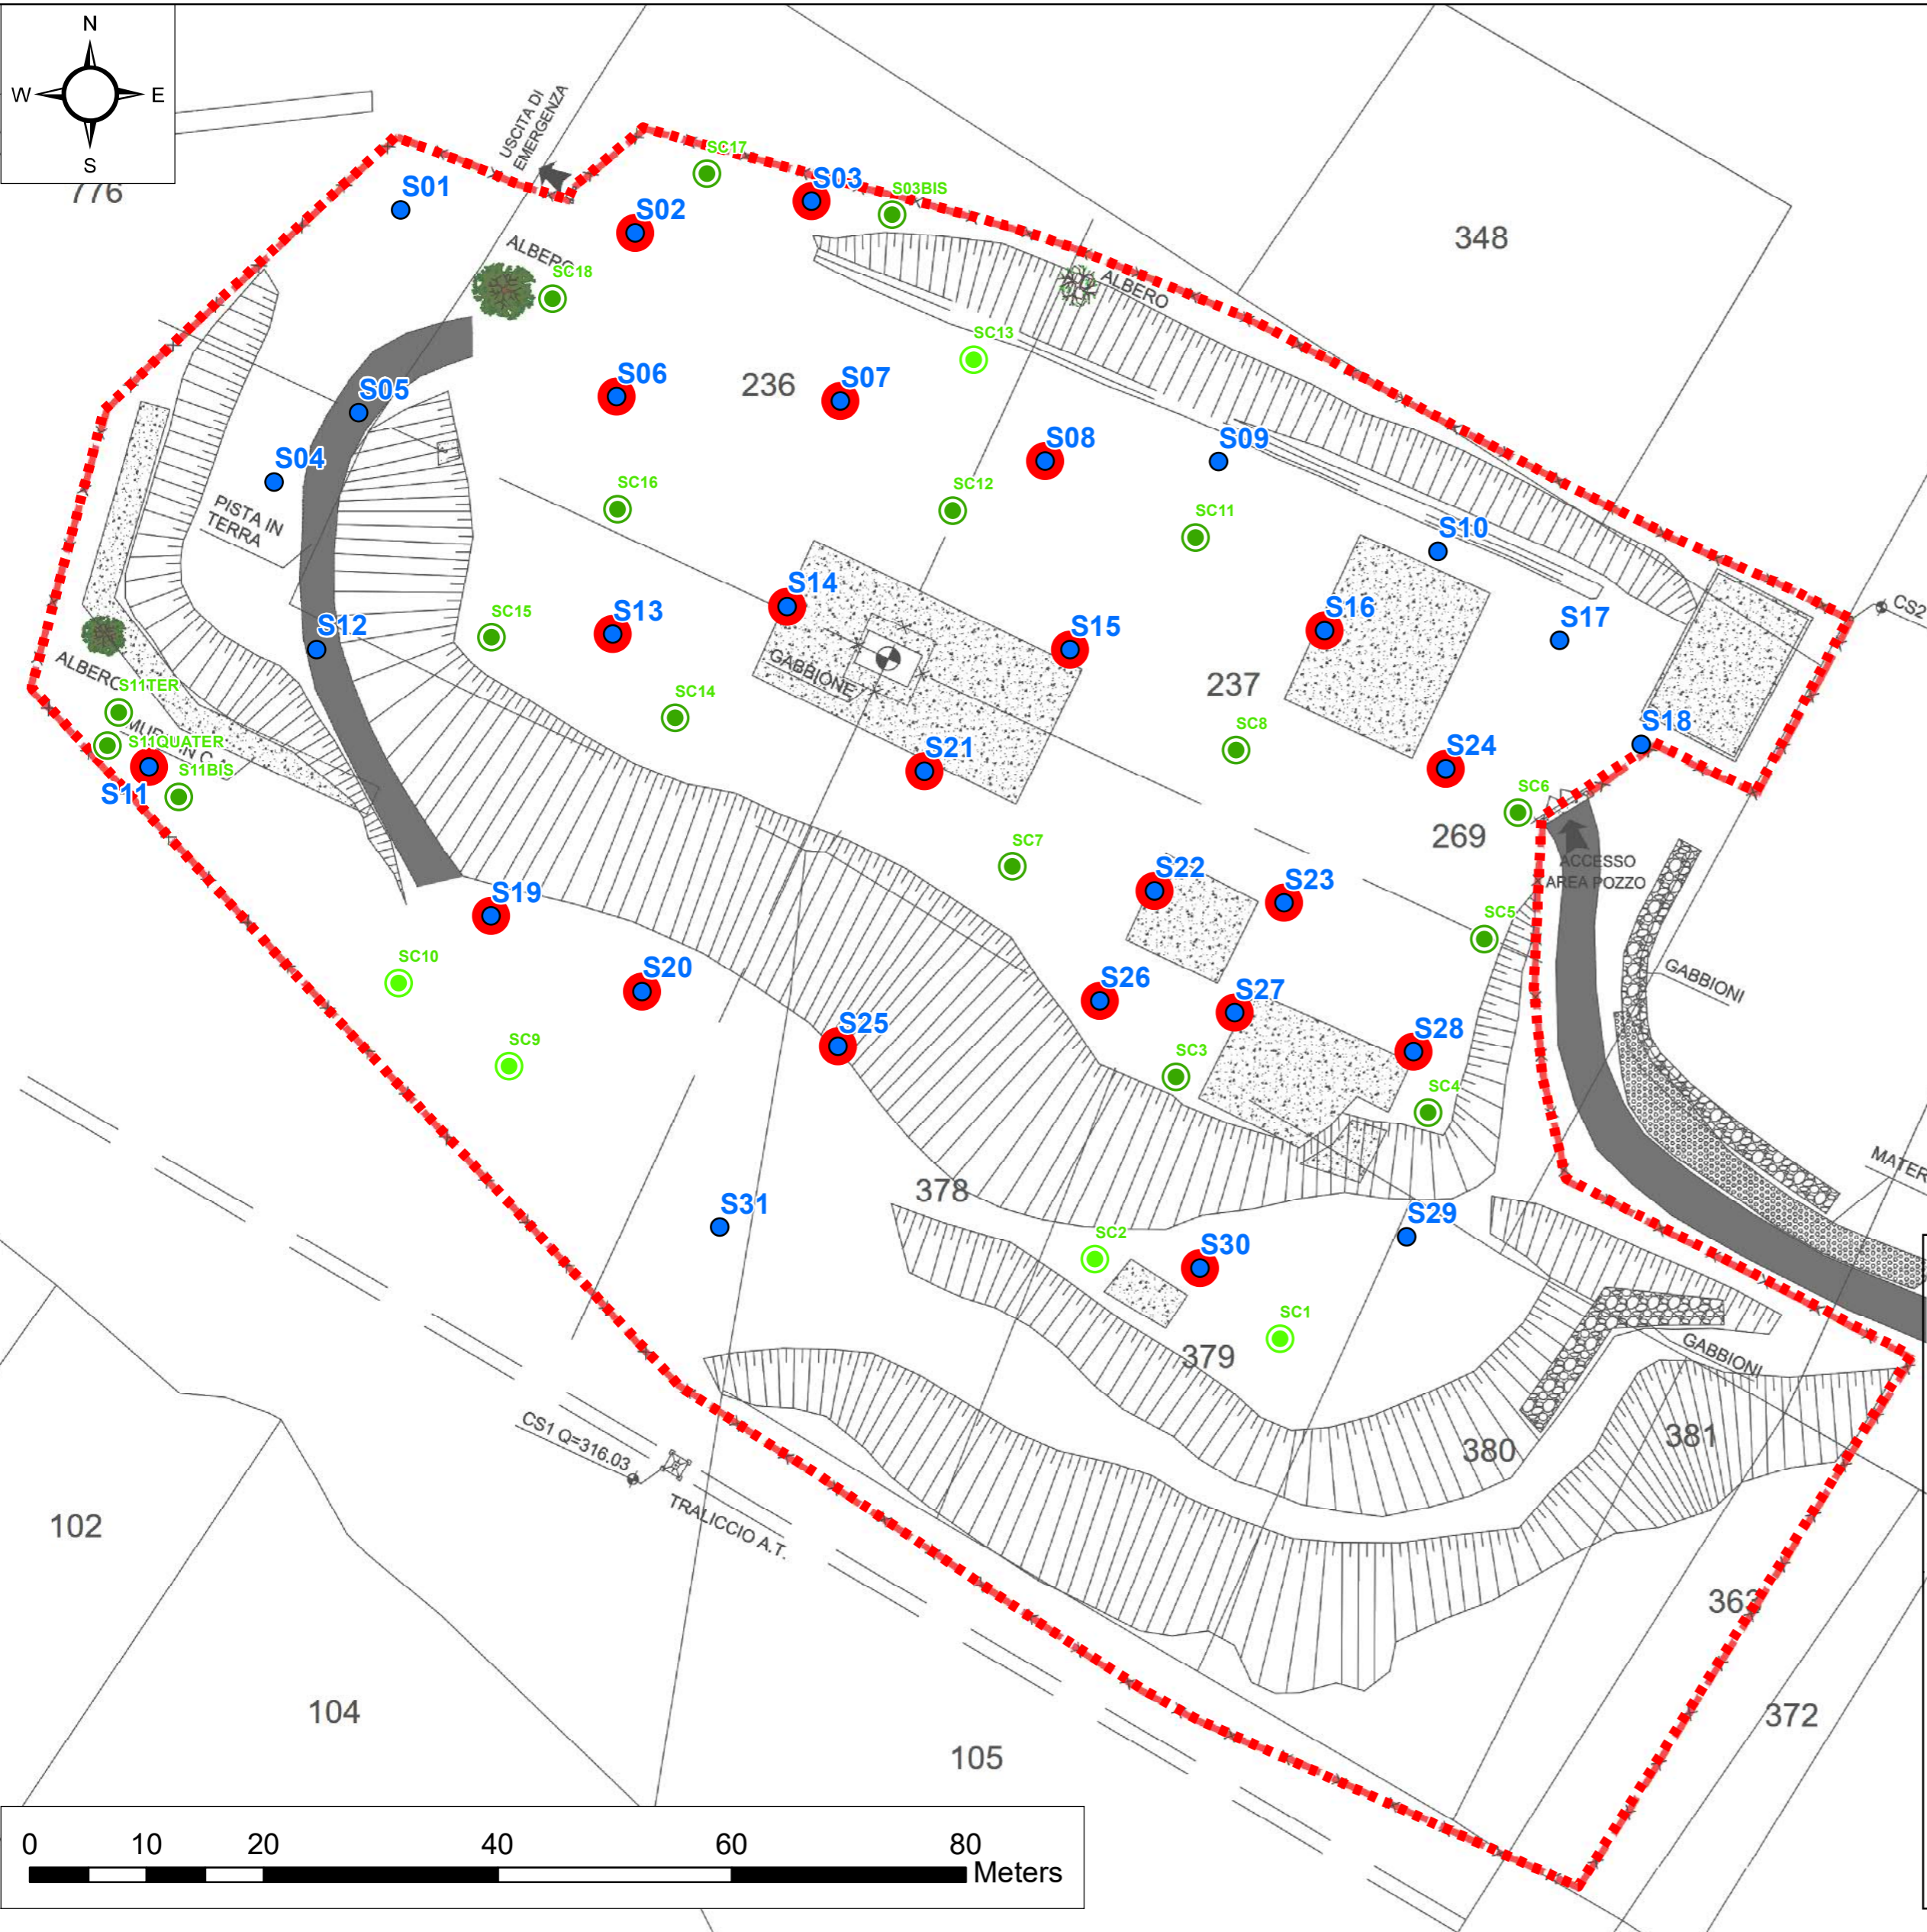 N
W E
S
776
USCITA DI
EMERGENZA
SC17
S03
S03BIS
S01
S02
348
ALBERO
SC18
ALBERO
SC13
S05
S06
236
S07
S04
S08
S09
PISTA IN
TERRA
SC16
SC12
SC11
S10
S14
S12
SC15
S13
S15
S16
S17
CS2
GABBIONE
ALBERO
S11TER
SC14
237
S11QUATER
S11
S11BIS
S21
SC8
S24
S18
SC6
269
SC7
ACCESSO
AREA POZZO
S22
S23
S19
SC5
SC10
S20
S26
S27
GABBIONI
S25
S28
SC9
SC3
SC4
MATER
378
S31
S29
SC2
S30
SC1
379
GABBIONI
CS1 Q=316.03
380
381
TRALICCIO A.T.
102
363
104
105
372
0 10 20 40 60 80
Meters